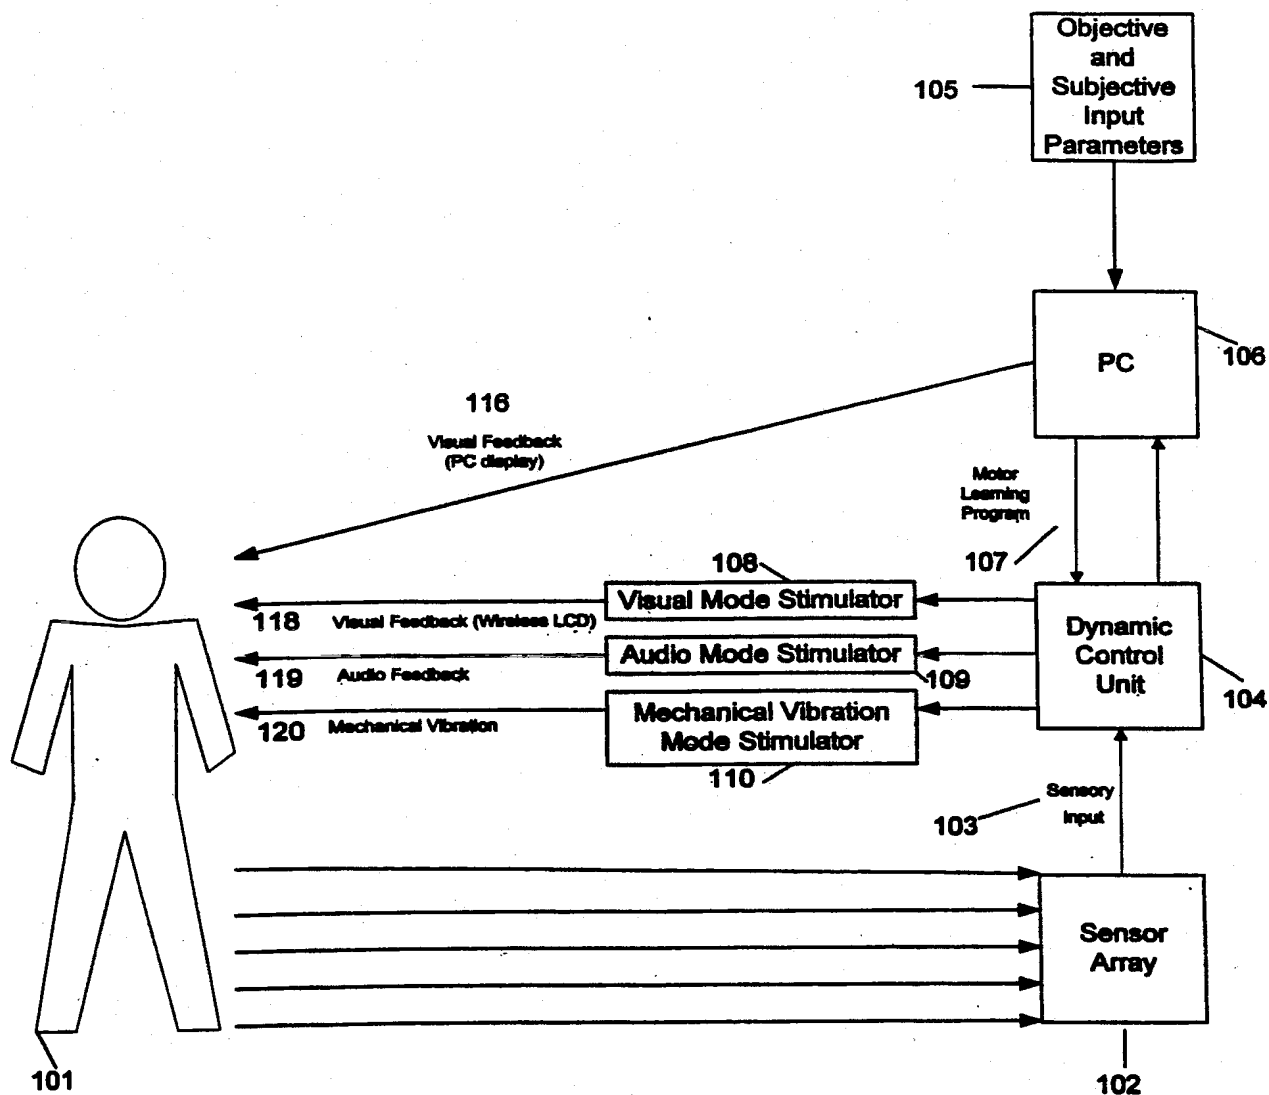 Objective
and
Subjective
Input
Parameters
105
PC
106
116
Visual Feedback
(PC display)
Motor
Learning
Program
107
108
Visual Mode Stimulator
118
Visual Feedback (Wireless LCD)
Audio Mode Stimulator
109
119
Audio Feedback
Dynamic
Control
Unit
104
Mechanical Vibration
Mode Stimulator
110
120
Mechanical Vibration
Sensory
Input
103
Sensor
Array
101
102